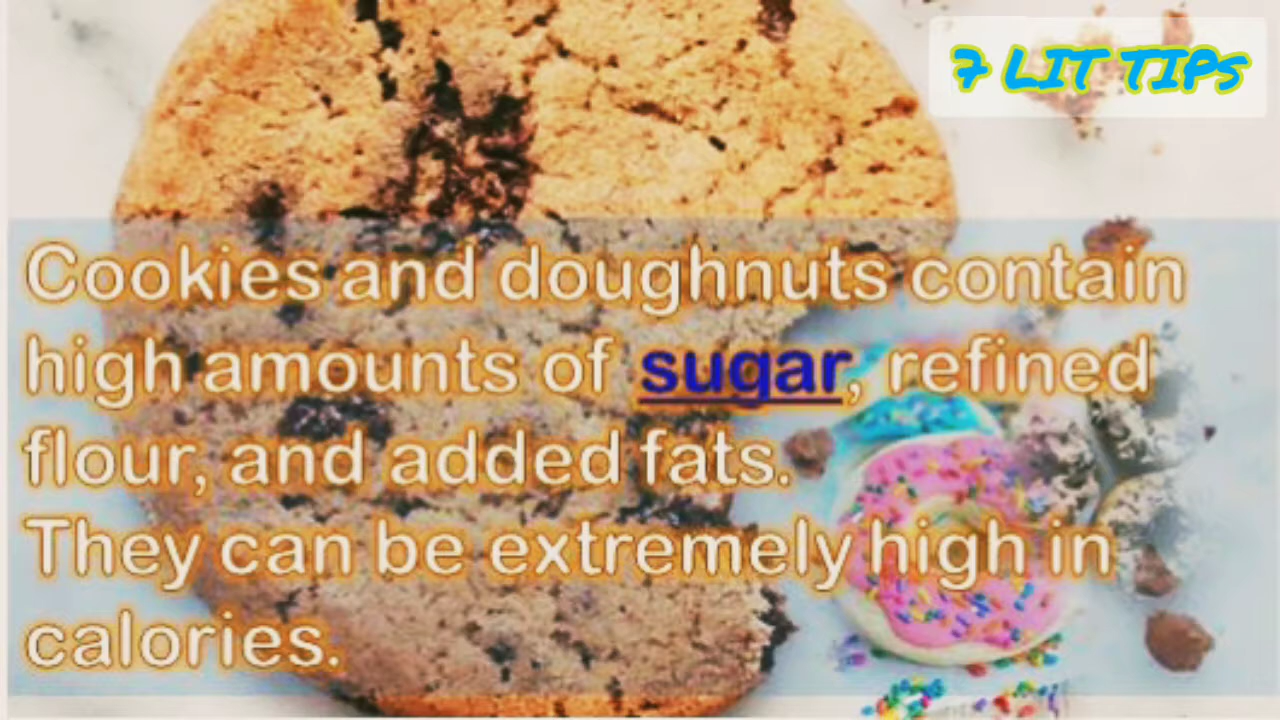 7 LIT TIPS
Cookies and doughnuts contain
high amounts of sugar, refined
flour, and added fats.
They can be extremely high in
calories.